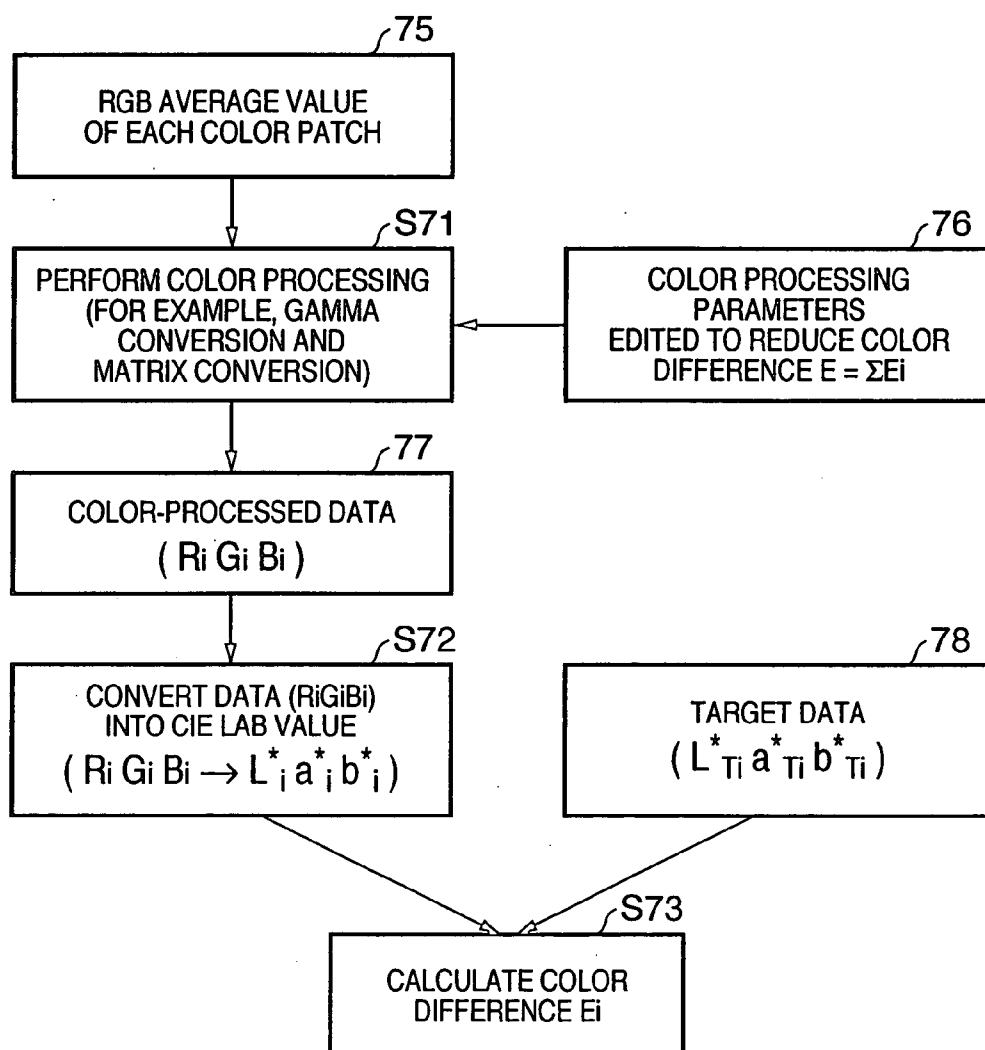 75
RGB AVERAGE VALUE
OF EACH COLOR PATCH
S71
PERFORM COLOR PROCESSING
(FOR EXAMPLE, GAMMA
CONVERSION AND
MATRIX CONVERSION)
76
COLOR PROCESSING
PARAMETERS
EDITED TO REDUCE COLOR
DIFFERENCE E = ΣEi
77
COLOR-PROCESSED DATA
( Ri Gi Bi )
S72
CONVERT DATA (RiGiBi)
INTO CIE LAB VALUE
( Ri Gi Bi → L*i a*i b*i )
78
TARGET DATA
( L*Ti a*Ti b*Ti )
S73
CALCULATE COLOR
DIFFERENCE Ei